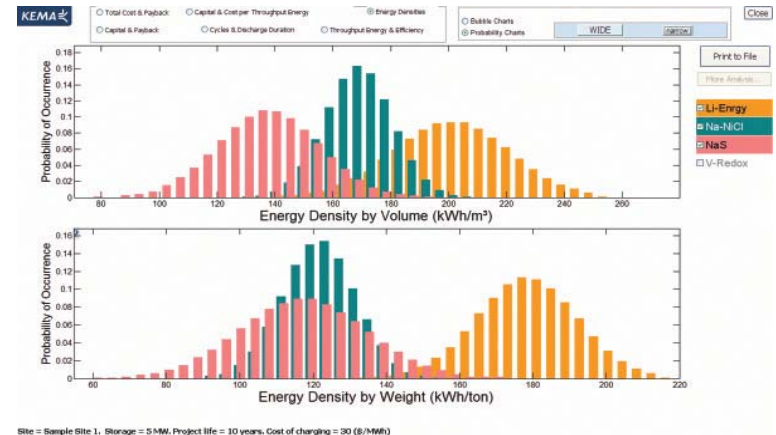 KEMA
Total Cost & Payback
Capital & Cost per Throughput Energy
Energy Densities
Capital & Payback
Cycles & Discharge Duration
Throughput Energy & Efficiency
Bubble Charts
Probability Charts
WIDE
narrow
Close
Print to File
More Analysis...
Li-Enrgy
Na-NiCl
NaS
V-Redox
Probability of Occurrence
0.18
0.16
0.14
0.12
0.1
0.08
0.06
0.04
0.02
0
80 100 120 140 160 180 200 220 240 260
Energy Density by Volume (kWh/m³)
Probability of Occurrence
0.16
0.14
0.12
0.1
0.08
0.06
0.04
0.02
0
60 80 100 120 140 160 180 200 220
Energy Density by Weight (kWh/ton)
Site = Sample Site 1, Storage = 5 MW, Project life = 10 years, Cost of charging = 30 ($/MWh)